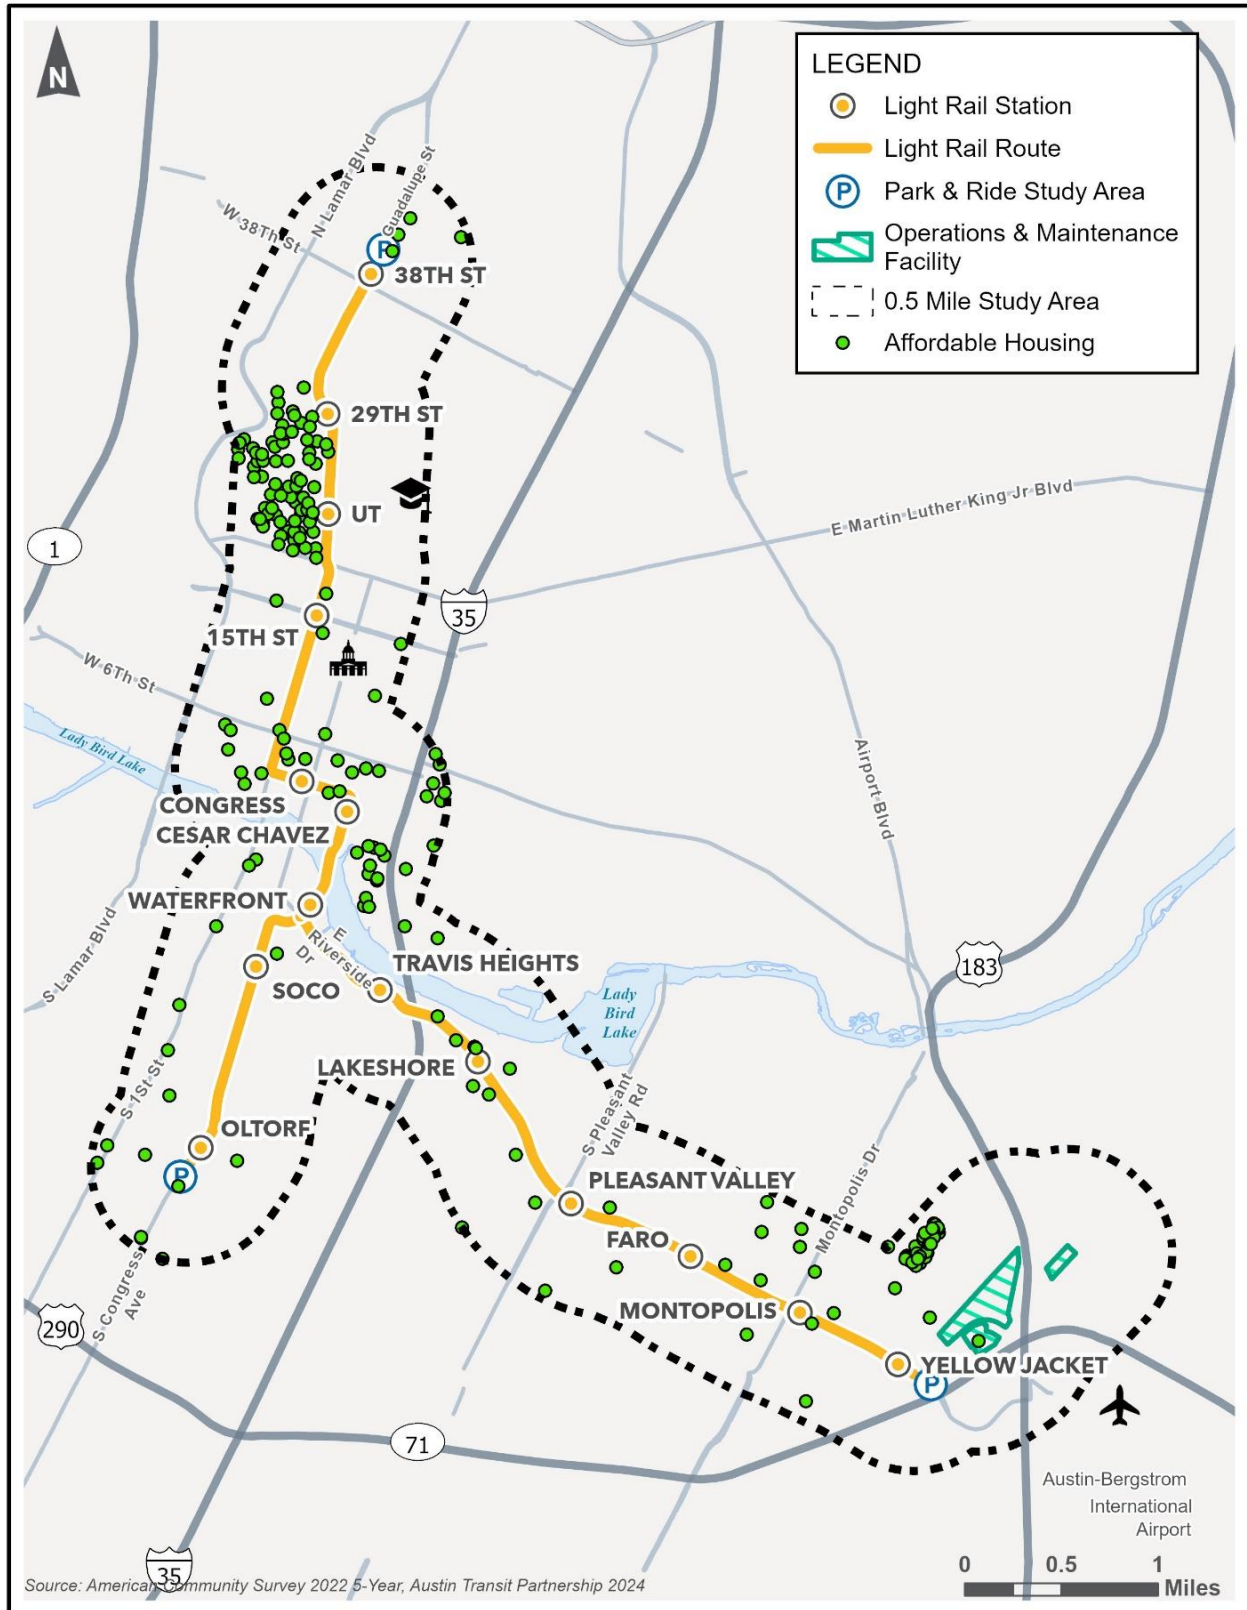 N
LEGEND
Light Rail Station
Light Rail Route
P Park & Ride Study Area
Operations & Maintenance
Facility
0.5 Mile Study Area
Affordable Housing
N Lamar Blvd
Guadalupe St
W 38Th St
P
38TH ST
29TH ST
UT
E Martin Luther King Jr Blvd
1
35
15TH ST
W 6Th St
Lady Bird Lake
Airport Blvd
CONGRESS
CESAR CHAVEZ
WATERFRONT
E
Riverside
Dr
TRAVIS HEIGHTS
S Lamar Blvd
183
SOCO
Lady
Bird
Lake
LAKESHORE
S 1St St
S Pleasant
Valley Rd
OLTORF
P
PLEASANT VALLEY
Montopolis Dr
FARO
S Congress
Ave
MONTOPOLIS
290
YELLOW JACKET
P
71
Austin-Bergstrom
International
Airport
35
0 0.5 1
Miles
Source: American Community Survey 2022 5-Year, Austin Transit Partnership 2024